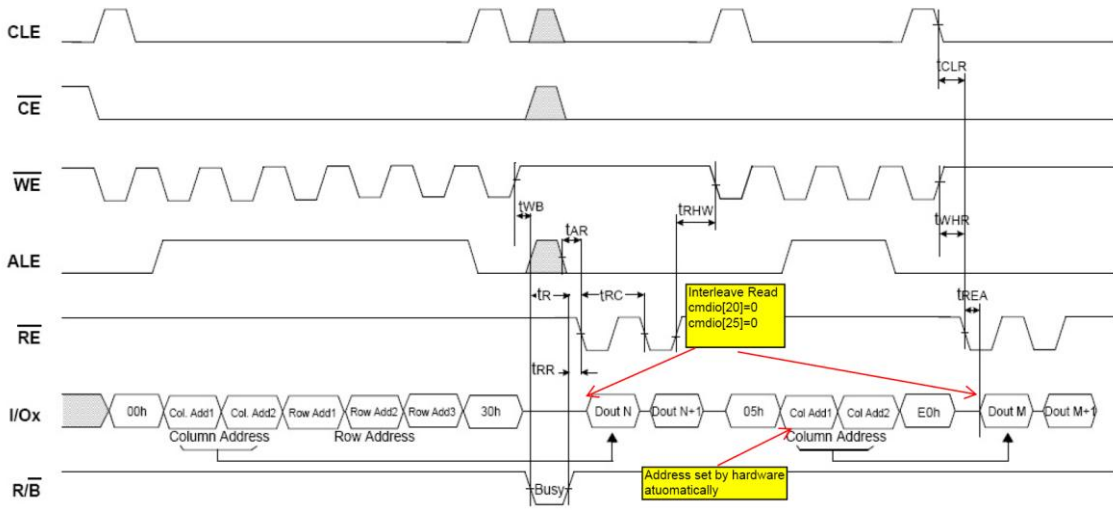 CLE
tCLR
CE
WE
tWB
tRHW
tWHR
tAR
ALE
tR
tRC
Interleave Read
cmdio[20]=0
cmdio[25]=0
tREA
RE
tRR
I/Ox
00h
Col. Add1
Col. Add2
Row Add1
Row Add2
Row Add3
30h
Dout N
Dout N+1
05h
Col Add1
Col Add2
E0h
Dout M
Dout M+1
Column Address
Row Address
Column Address
Address set by hardware
atuomatically
R/B
Busy